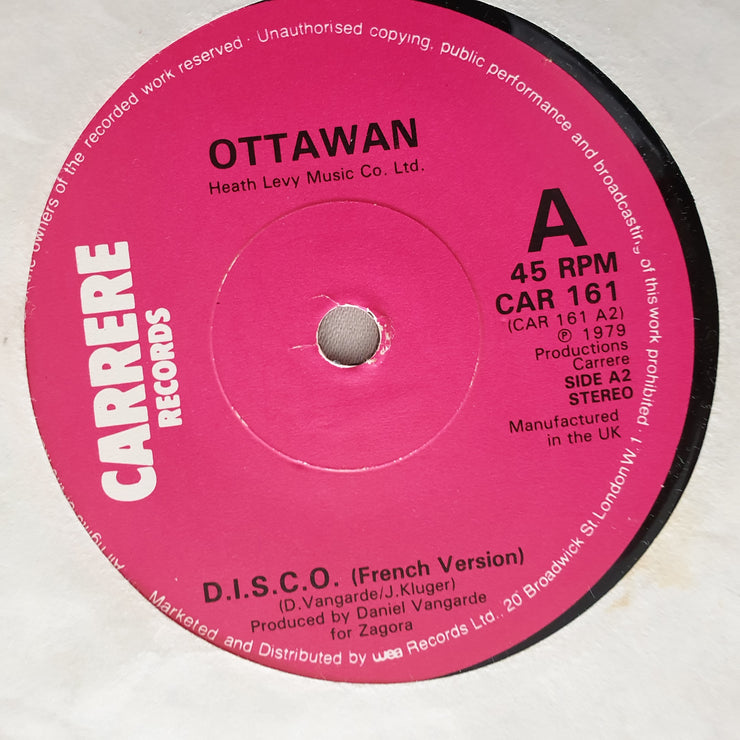 OTTAWAN
Heath Levy Music Co. Ltd.
A
45 RPM
CAR 161
(CAR 161 A2)
℗ 1979
Productions
Carrere
SIDE A2
STEREO
Manufactured
in the UK
CARRERE
RECORDS
D.I.S.C.O. (French Version)
(D.Vangarde/J.Kluger)
Produced by Daniel Vangarde
for Zagora
owners of the recorded work reserved · Unauthorised copying, public performance and broadcasting of this work prohibited ·
All rights
Marketed and Distributed by wea Records Ltd., 20 Broadwick St. London W. 1.